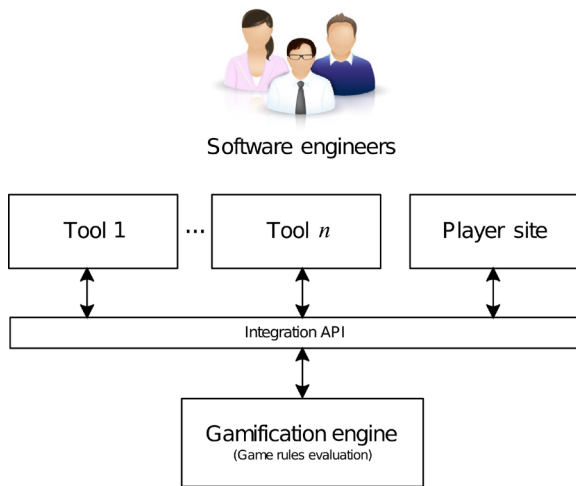 Software engineers
Tool 1 ... Tool n Player site
Integration API
Gamification engine
(Game rules evaluation)